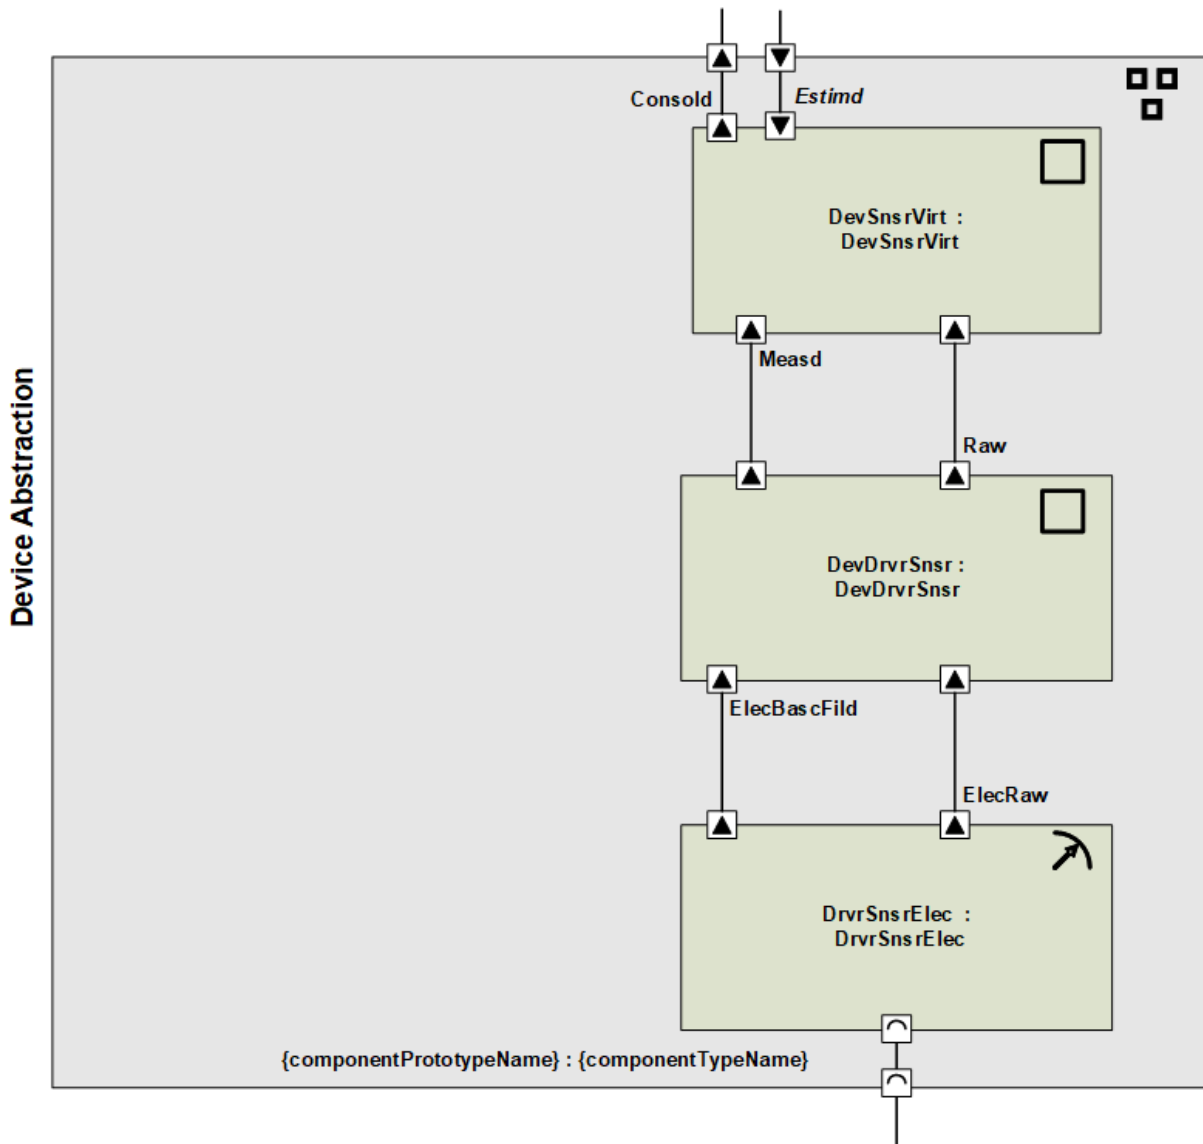 Consold
Estimd
DevSnsrVirt :
DevSnsrVirt
Measd
Raw
Device Abstraction
DevDrvrSnsr :
DevDrvrSnsr
ElecBascFild
ElecRaw
DrvrSnsrElec :
DrvrSnsrElec
{componentPrototypeName} : {componentTypeName}